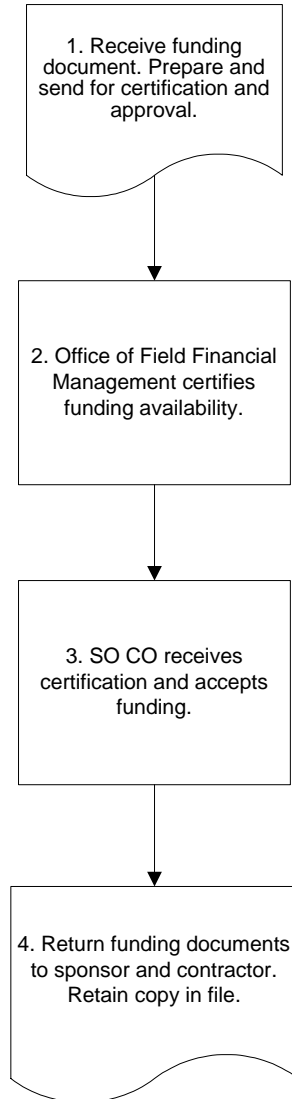 1. Receive funding
document. Prepare and
send for certification and
approval.
2. Office of Field Financial
Management certifies
funding availability.
3. SO CO receives
certification and accepts
funding.
4. Return funding documents
to sponsor and contractor.
Retain copy in file.